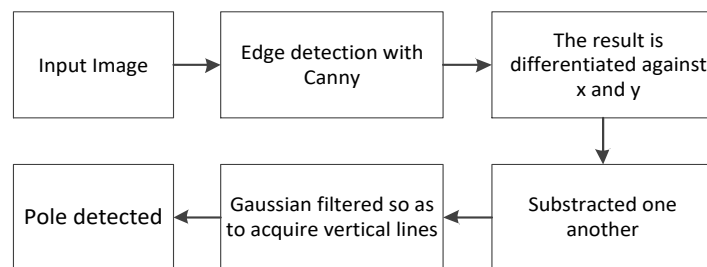 Input Image
Edge detection with
Canny
The result is
differentiated against
x and y
Substracted one
another
Gaussian filtered so as
to acquire vertical lines
Pole detected